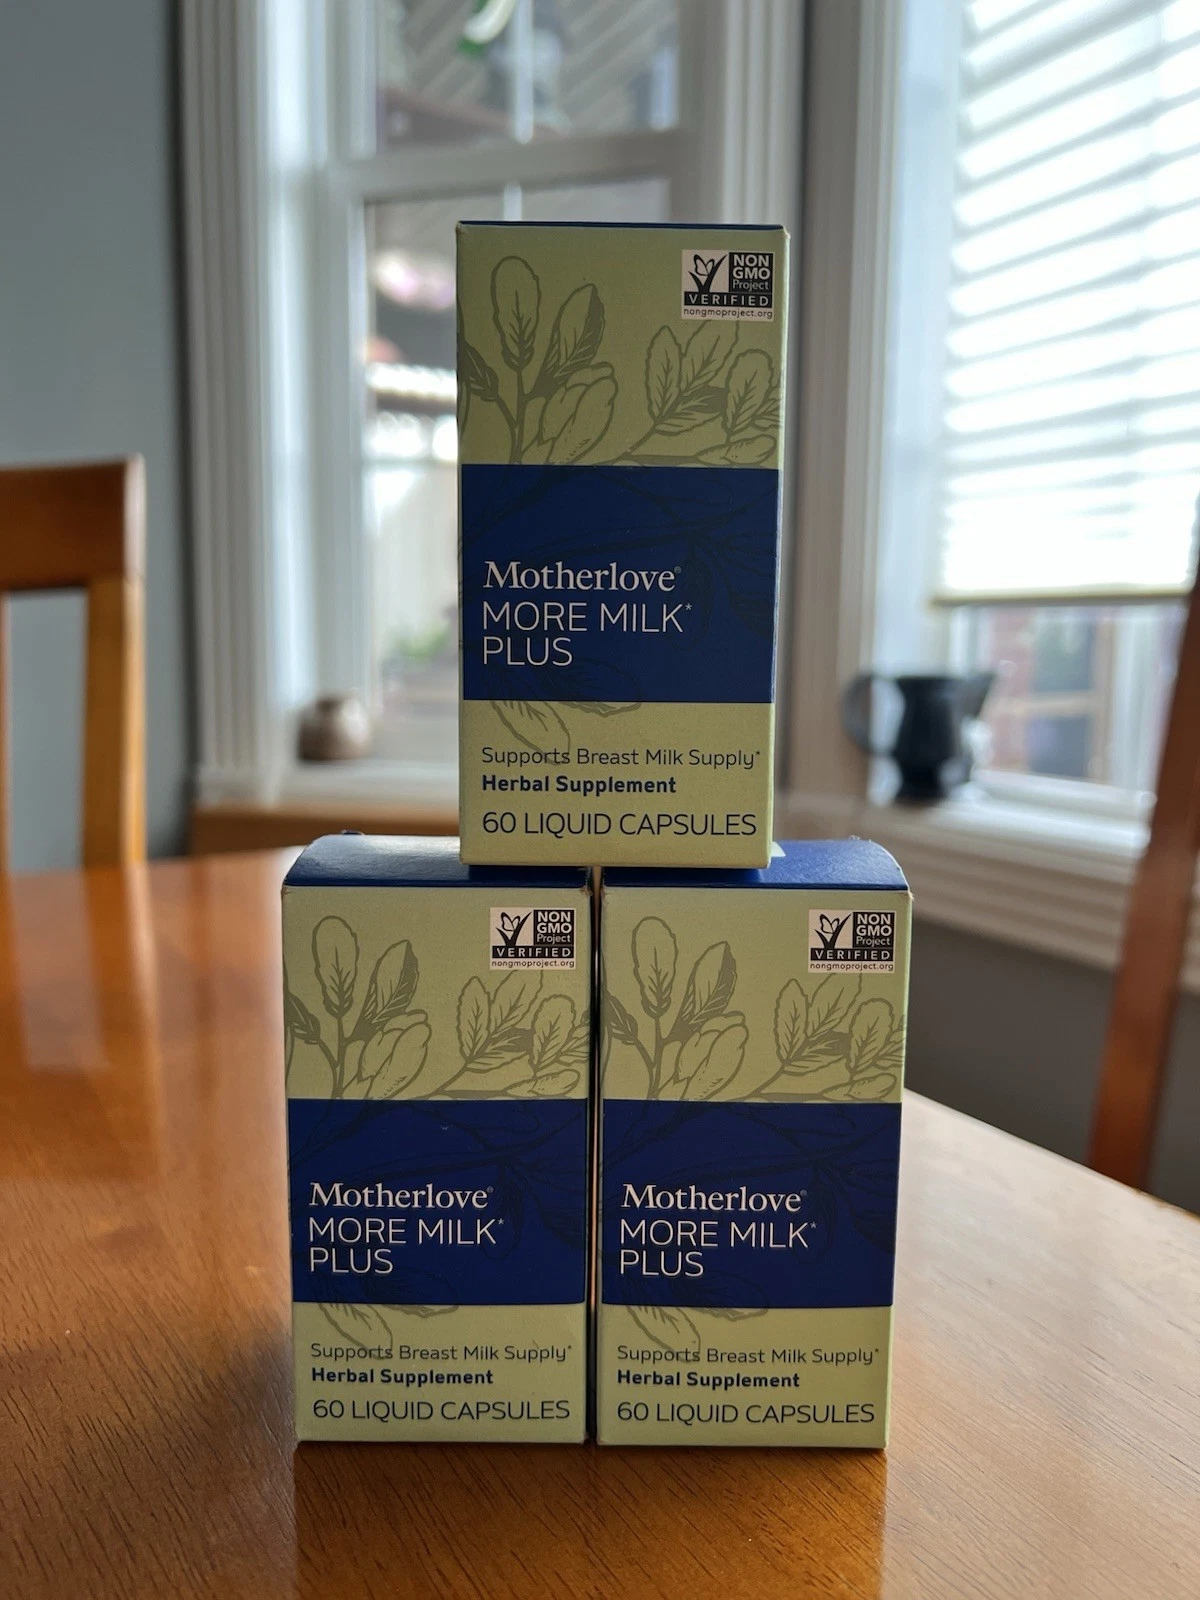 NON
GMO
Project
VERIFIED
nongmoproject.org
Motherlove®
MORE MILK*
PLUS
Supports Breast Milk Supply*
Herbal Supplement
60 LIQUID CAPSULES
NON
GMO
Project
VERIFIED
nongmoproject.org
Motherlove®
MORE MILK*
PLUS
Supports Breast Milk Supply*
Herbal Supplement
60 LIQUID CAPSULES
NON
GMO
Project
VERIFIED
nongmoproject.org
Motherlove®
MORE MILK*
PLUS
Supports Breast Milk Supply*
Herbal Supplement
60 LIQUID CAPSULES